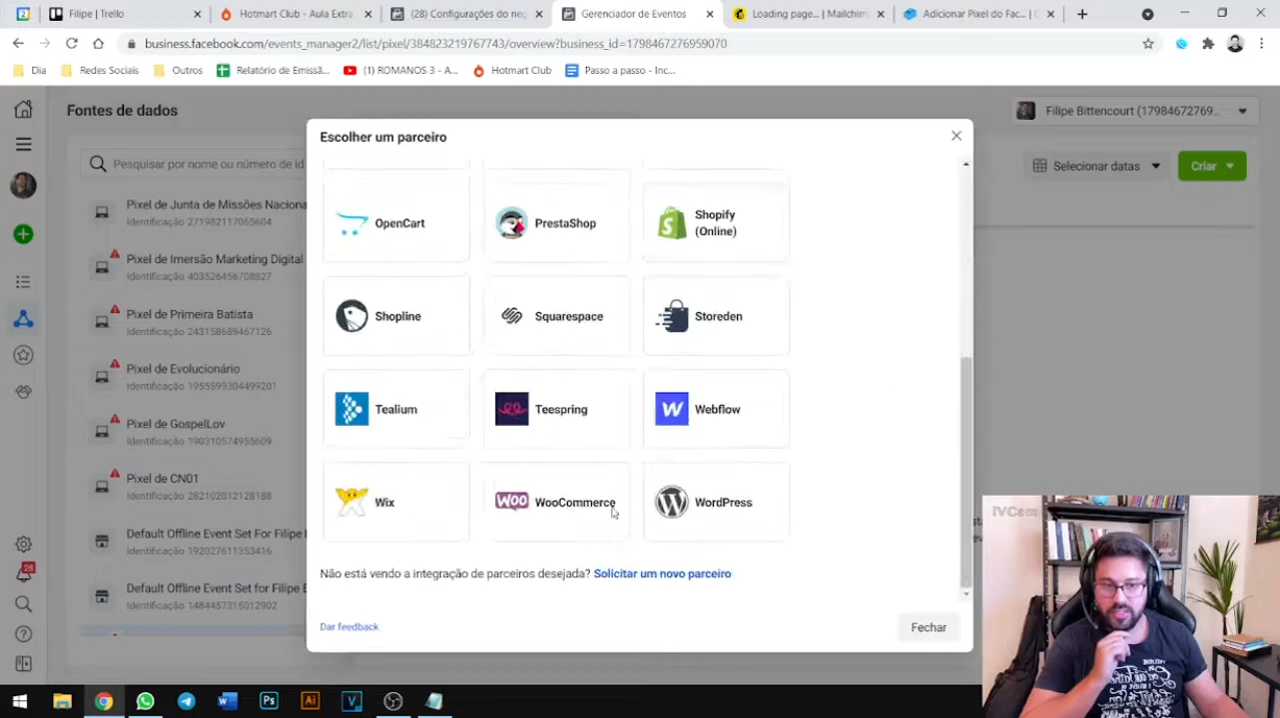 Filipe | Trello
Hotmart Club - Aula Extra
(28) Configurações do neg
Gerenciador de Eventos
Loading page... | Mailchim
Adicionar Pixel do Fac... | C
business.facebook.com/events_manager2/list/pixel/384823219767743/overview?business_id=1798467276959070
Dia
Redes Sociais
Outros
Relatório de Emissã...
(1) ROMANOS 3 - A...
Hotmart Club
Passo a passo - Inc...
Fontes de dados
Filipe Bittencourt (17984672769...
Pesquisar por nome ou número de id
Selecionar datas
Criar
Pixel de Junta de Missões Naciona
Identificação 271982117065604
Pixel de Imersão Marketing Digital
Identificação 403526456708827
Pixel de Primeira Batista
Identificação 243158689467126
Pixel de Evolucionário
Identificação 1955599304499201
Pixel de GospelLov
Identificação 190310574955609
Pixel de CN01
Identificação 282102012128188
Default Offline Event Set For Filipe
Identificação 192027611353416
Default Offline Event Set for Filipe B
Identificação 1484457315012902
28
Escolher um parceiro
OpenCart
PrestaShop
Shopify
(Online)
Shopline
Squarespace
Storeden
Tealium
Teespring
Webflow
Wix
WOO
WooCommerce
WordPress
Não está vendo a integração de parceiros desejada? Solicitar um novo parceiro
Dar feedback
Fechar